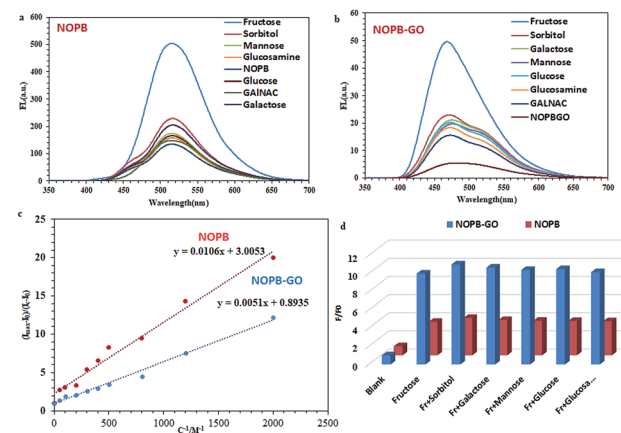 a
NOPB
FL(a.u.)
600
500
400
300
200
100
0
350 400 450 500 550 600 650 700
Wavelength(nm)
Fructose
Sorbitol
Mannose
Glucosamine
NOPB
Glucose
GAlNAC
Galactose
b
NOPB-GO
FL(a.u.)
60
50
40
30
20
10
0
350 400 450 500 550 600 650 700
Wavelength(nm)
Fructose
Sorbitol
Galactose
Mannose
Glucose
Glucosamine
GALNAC
NOPBGO
c
NOPB
y = 0.0106x + 3.0053
NOPB-GO
y = 0.0051x + 0.8935
25
20
15
10
5
0
0 500 1000 1500 2000 2500
C⁻¹/M⁻¹
d
NOPB-GO NOPB
F/F0
12
10
8
6
4
2
0
Blank
Fructose
Fr+Sorbitol
Fr+Galactose
Fr+Mannose
Fr+Glucose
Fr+Glucosa...